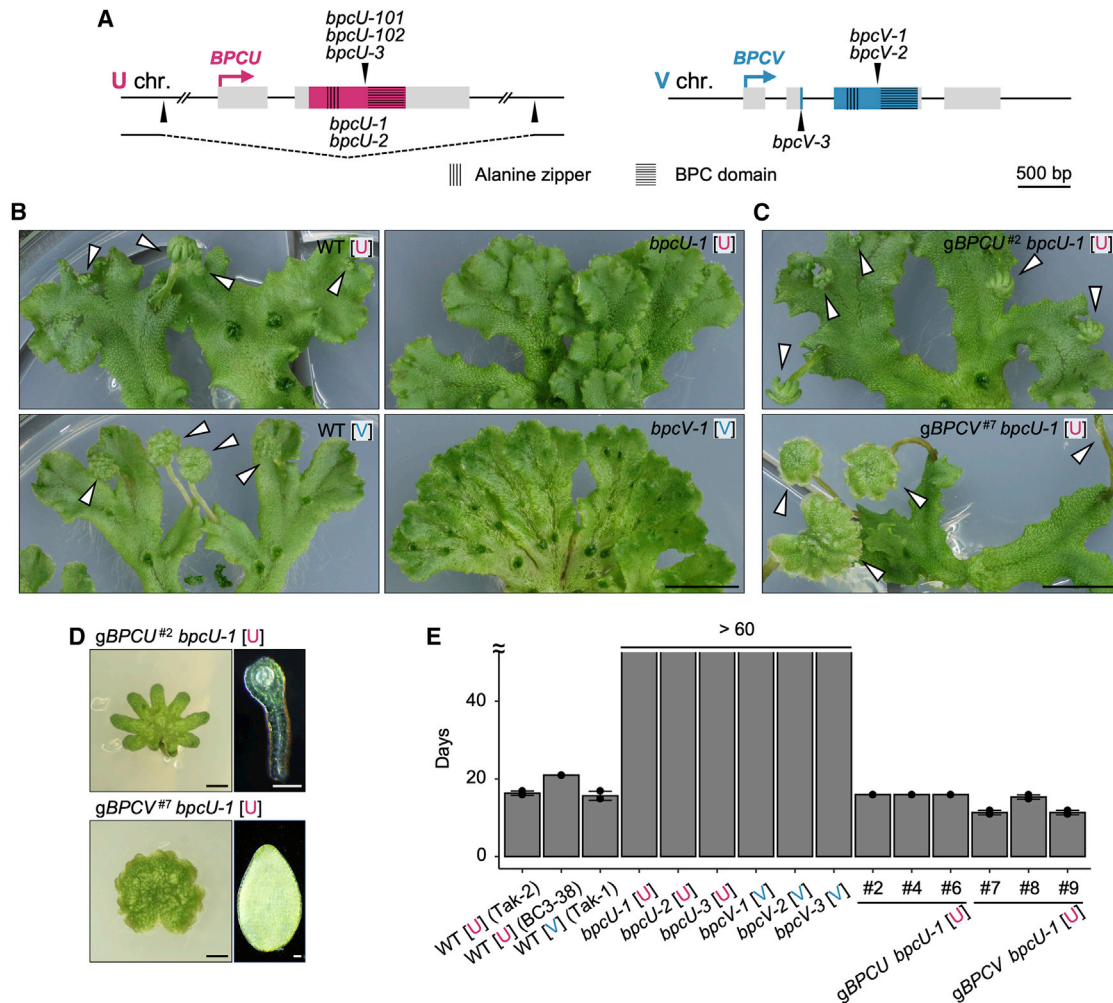 A
bpcU-101
bpcU-102
bpcU-3
BPCU
U chr.
bpcU-1
bpcU-2
bpcV-1
bpcV-2
BPCV
V chr.
bpcV-3
Alanine zipper
BPC domain
500 bp
B
WT [U]
bpcU-1 [U]
WT [V]
bpcV-1 [V]
C
gBPCU#2 bpcU-1 [U]
gBPCV#7 bpcU-1 [U]
D
gBPCU#2 bpcU-1 [U]
gBPCV#7 bpcU-1 [U]
E
> 60
≈
40
20
0
Days
WT [U] (Tak-2)
WT [U] (BC3-38)
WT [V] (Tak-1)
bpcU-1 [U]
bpcU-2 [U]
bpcU-3 [U]
bpcV-1 [V]
bpcV-2 [V]
bpcV-3 [V]
#2 #4 #6 #7 #8 #9
gBPCU bpcU-1 [U]
gBPCV bpcU-1 [U]